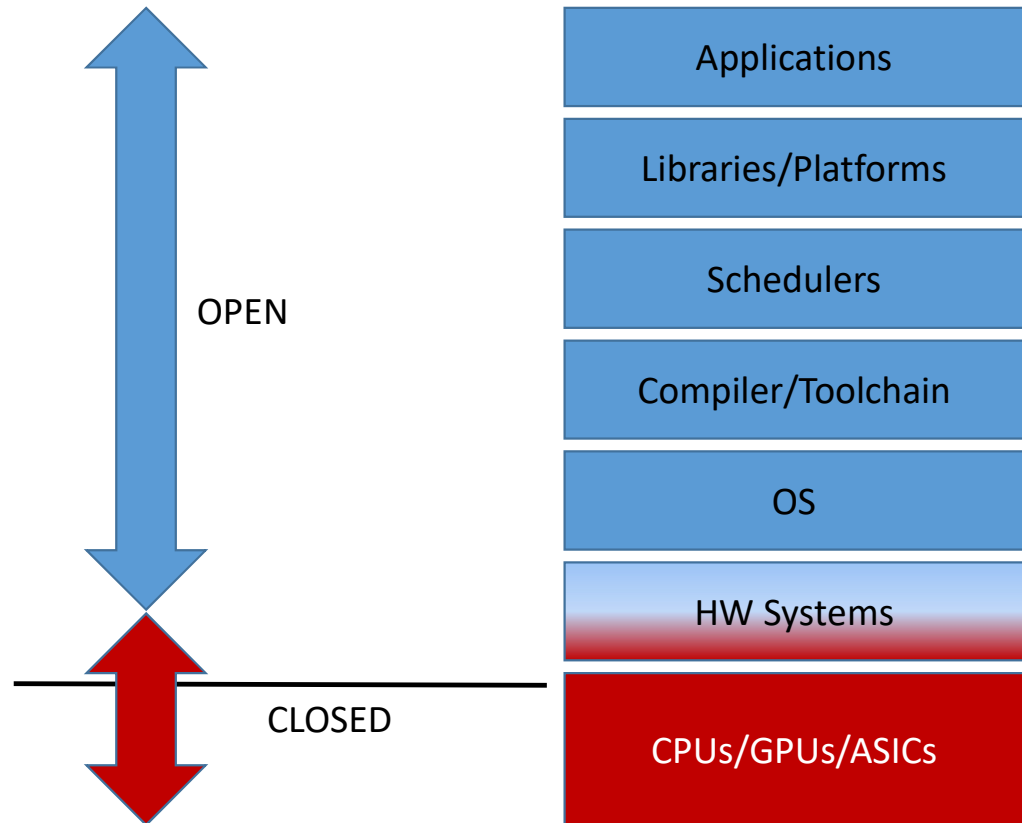 Applications
Libraries/Platforms
Schedulers
OPEN
Compiler/Toolchain
OS
HW Systems
CLOSED
CPUs/GPUs/ASICs